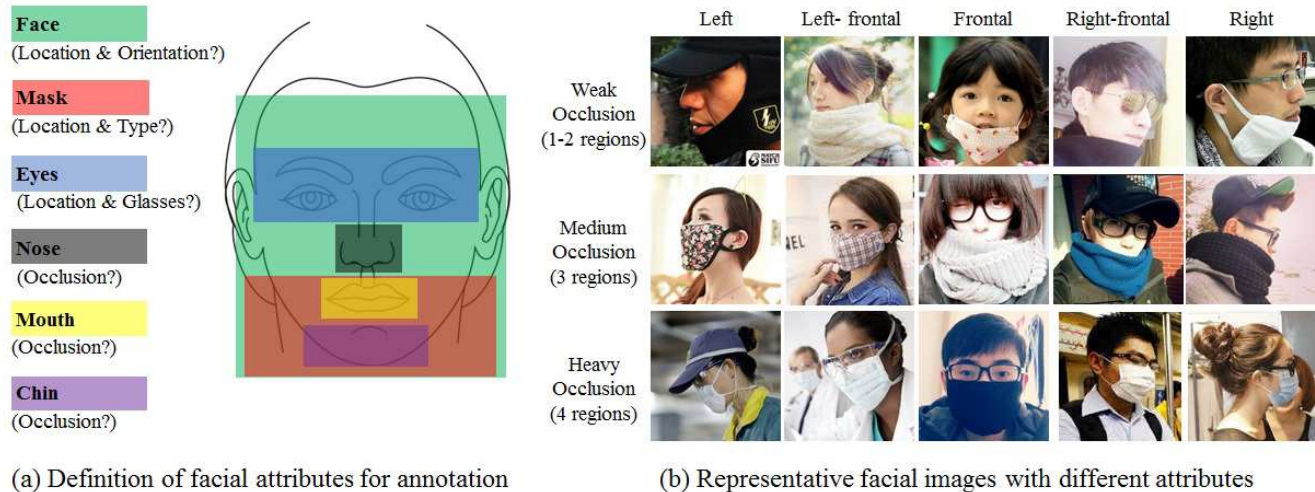 Face
(Location & Orientation?)
Mask
(Location & Type?)
Eyes
(Location & Glasses?)
Nose
(Occlusion?)
Mouth
(Occlusion?)
Chin
(Occlusion?)
(a) Definition of facial attributes for annotation
Left
Left- frontal
Frontal
Right-frontal
Right
Weak
Occlusion
(1-2 regions)
Medium
Occlusion
(3 regions)
NEL
Heavy
Occlusion
(4 regions)
(b) Representative facial images with different attributes